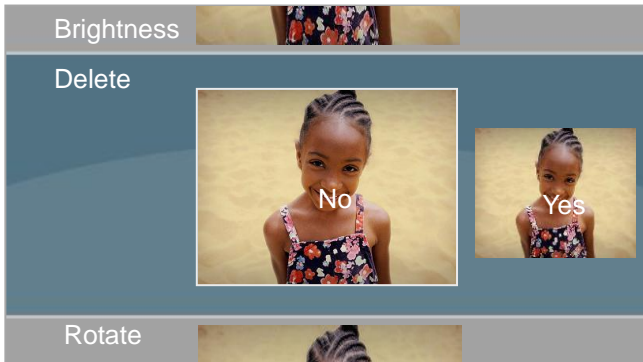 Brightness
Delete
No
Yes
Rotate